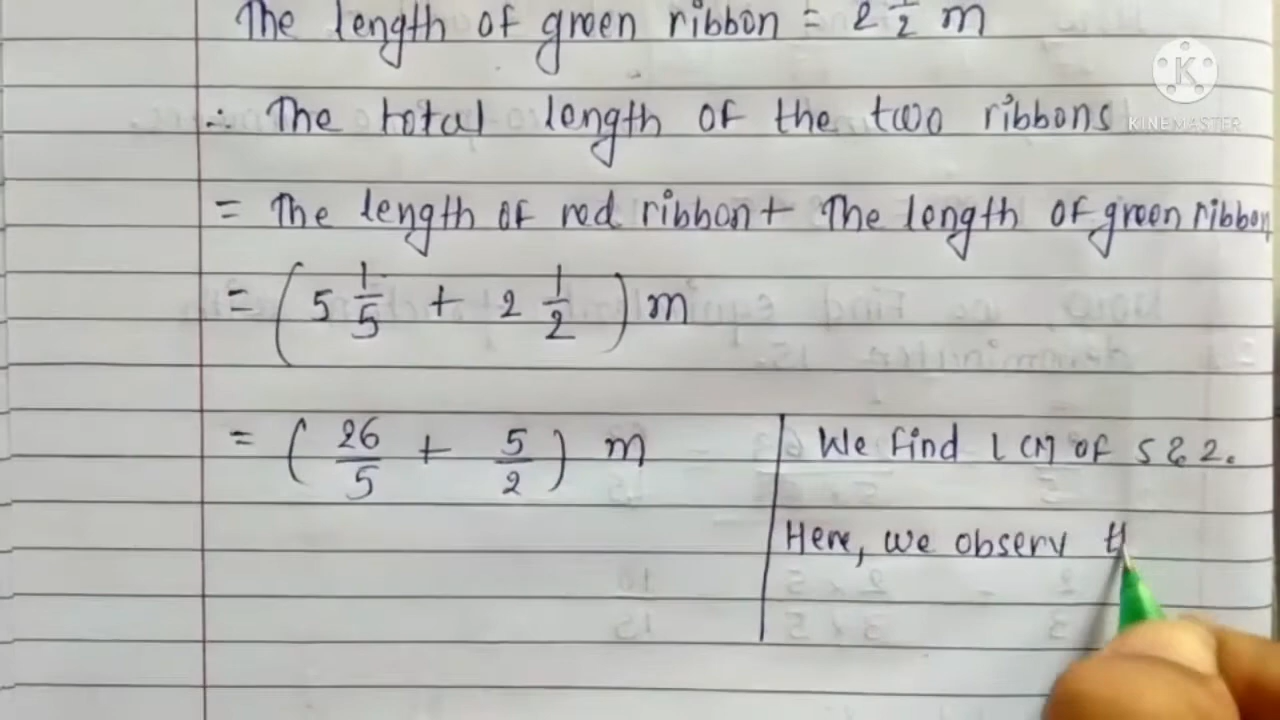 The length of green ribbon = 2 1/2 m
K
KINEMASTER
∴ The total length of the two ribbons
= The length of red ribbon + The length of green ribbon
= ( 5 1/5 + 2 1/2 ) m
= ( 26/5 + 5/2 ) m
We find LCM of 5 & 2.
Here, we observ